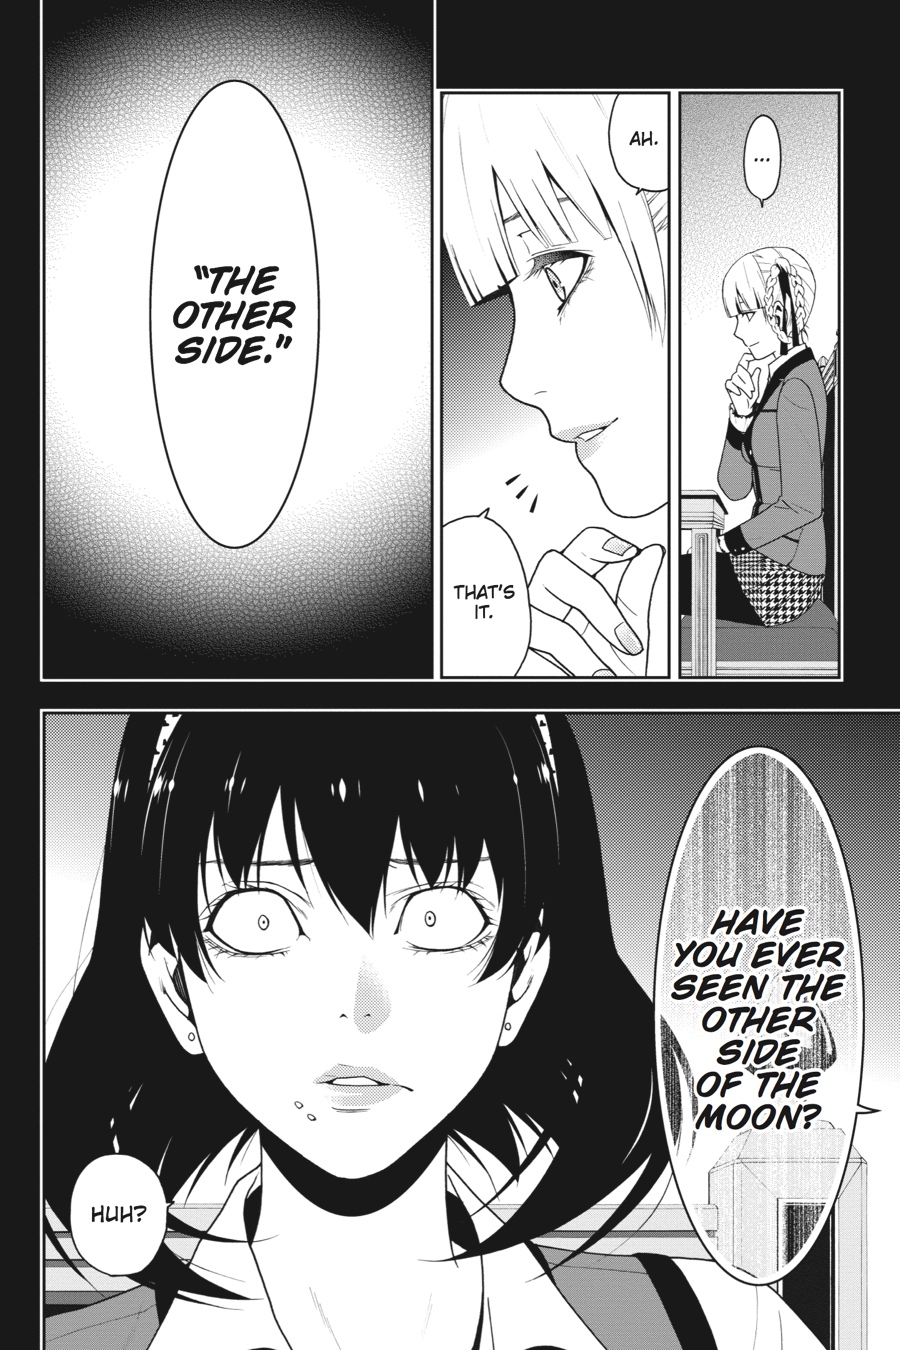 ...
AH.
THAT'S
IT.
"THE
OTHER
SIDE."
HAVE
YOU EVER
SEEN THE
OTHER
SIDE
OF THE
MOON?
HUH?